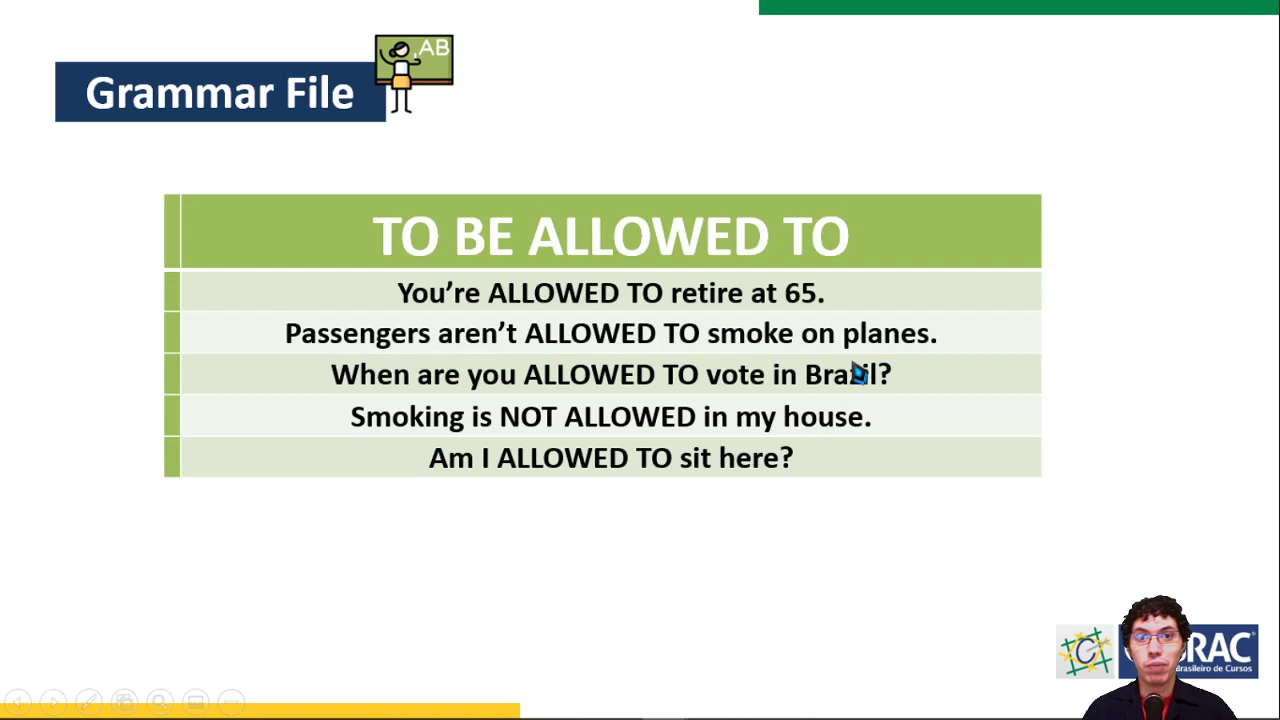 ,AB
Grammar File
TO BE ALLOWED TO
You’re ALLOWED TO retire at 65.
Passengers aren’t ALLOWED TO smoke on planes.
When are you ALLOWED TO vote in Brazil?
Smoking is NOT ALLOWED in my house.
Am I ALLOWED TO sit here?
C
RAC
Brasileiro de Cursos